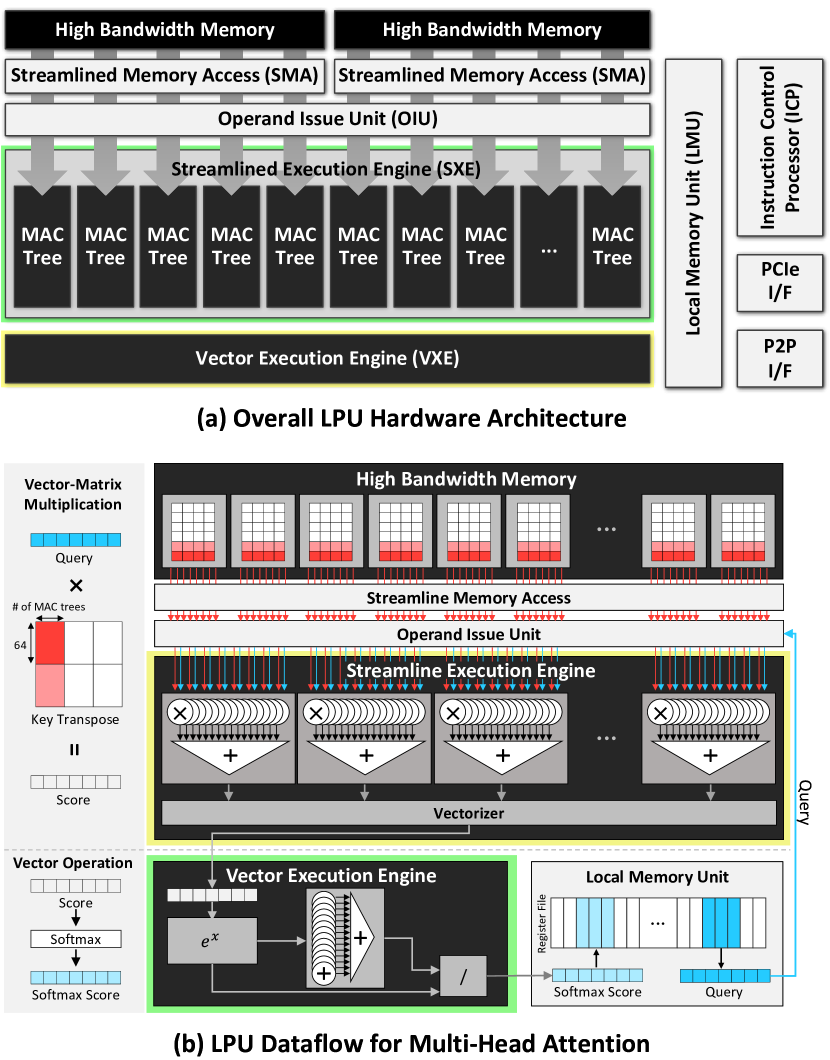 High Bandwidth Memory
High Bandwidth Memory
Streamlined Memory Access (SMA)
Streamlined Memory Access (SMA)
Operand Issue Unit (OIU)
Streamlined Execution Engine (SXE)
MAC
Tree
MAC
Tree
MAC
Tree
MAC
Tree
MAC
Tree
MAC
Tree
MAC
Tree
MAC
Tree
...
MAC
Tree
Vector Execution Engine (VXE)
Local Memory Unit (LMU)
Instruction Control
Processor (ICP)
PCIe
I/F
P2P
I/F
(a) Overall LPU Hardware Architecture
Vector-Matrix
Multiplication
Query
×
# of MAC trees
64
Key Transpose
=
Score
High Bandwidth Memory
...
Streamline Memory Access
Operand Issue Unit
Streamline Execution Engine
×
×
×
...
×
+
+
+
+
Vectorizer
Query
Vector Operation
Score
Softmax
Softmax Score
Vector Execution Engine
e^x
+
+
/
Local Memory Unit
Register File
...
Softmax Score
Query
(b) LPU Dataflow for Multi-Head Attention